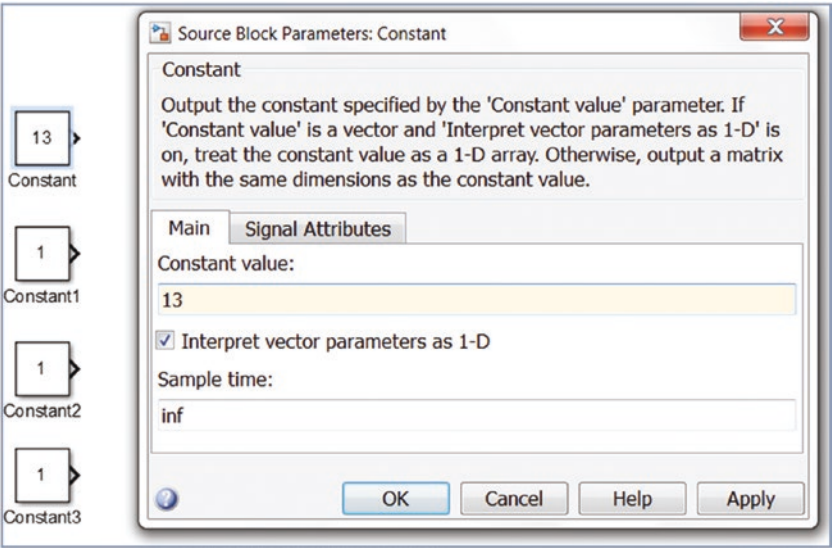 13
Constant
1
Constant1
1
Constant2
1
Constant3
Source Block Parameters: Constant
Constant
Output the constant specified by the 'Constant value' parameter. If
'Constant value' is a vector and 'Interpret vector parameters as 1-D' is
on, treat the constant value as a 1-D array. Otherwise, output a matrix
with the same dimensions as the constant value.
Main Signal Attributes
Constant value:
13
Interpret vector parameters as 1-D
Sample time:
inf
OK Cancel Help Apply